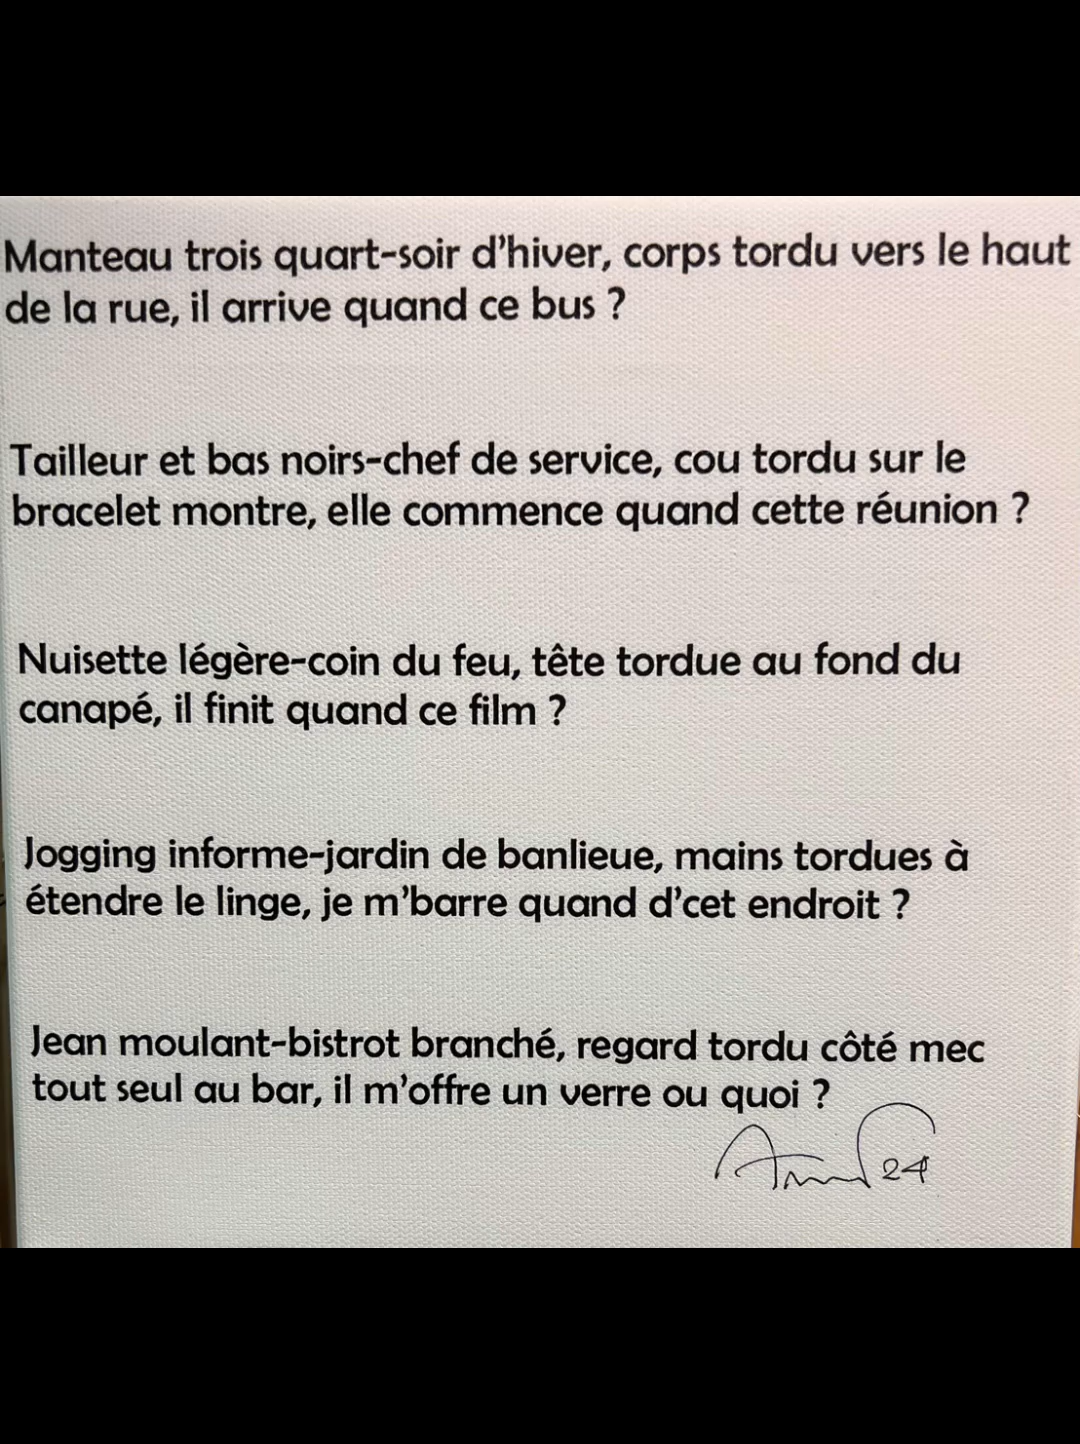 Manteau trois quart-soir d'hiver, corps tordu vers le haut
de la rue, il arrive quand ce bus ?
Tailleur et bas noirs-chef de service, cou tordu sur le
bracelet montre, elle commence quand cette réunion ?
Nuisette légère-coin du feu, tête tordue au fond du
canapé, il finit quand ce film ?
Jogging informe-jardin de banlieue, mains tordues à
étendre le linge, je m'barre quand d'cet endroit ?
Jean moulant-bistrot branché, regard tordu côté mec
tout seul au bar, il m'offre un verre ou quoi ?
24